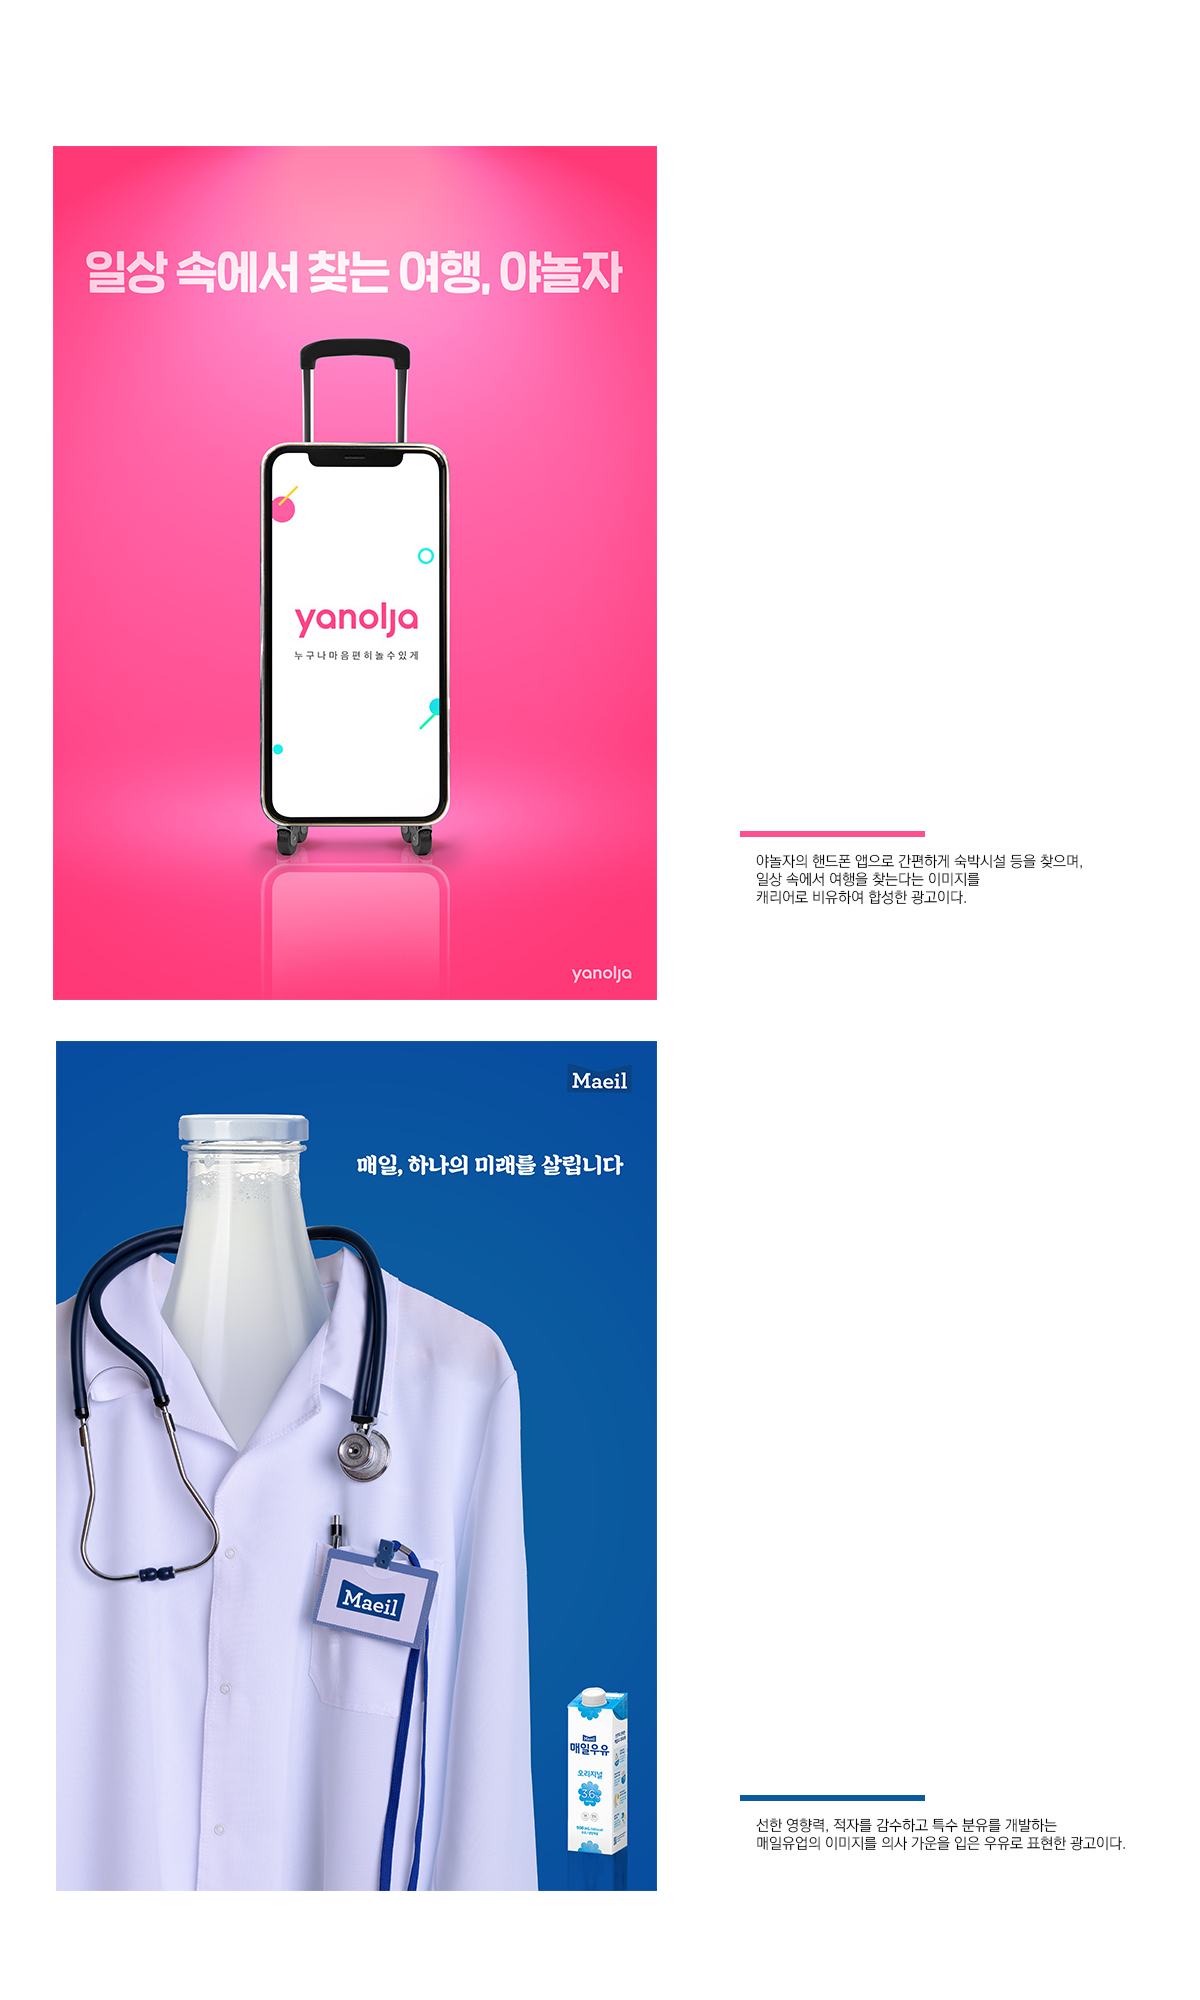 일상 속에서 찾는 여행, 야놀자
yanolja
누구나마음편히놀수있게
yanolja
야놀자의 핸드폰 앱으로 간편하게 숙박시설 등을 찾으며,
일상 속에서 여행을 찾는다는 이미지를
캐리어로 비유하여 합성한 광고이다.
Maeil
매일, 하나의 미래를 살립니다
Maeil
Maeil
매일우유
오리지널
3.6
선한 영향력, 적자를 감수하고 특수 분유를 개발하는
매일유업의 이미지를 의사 가운을 입은 우유로 표현한 광고이다.